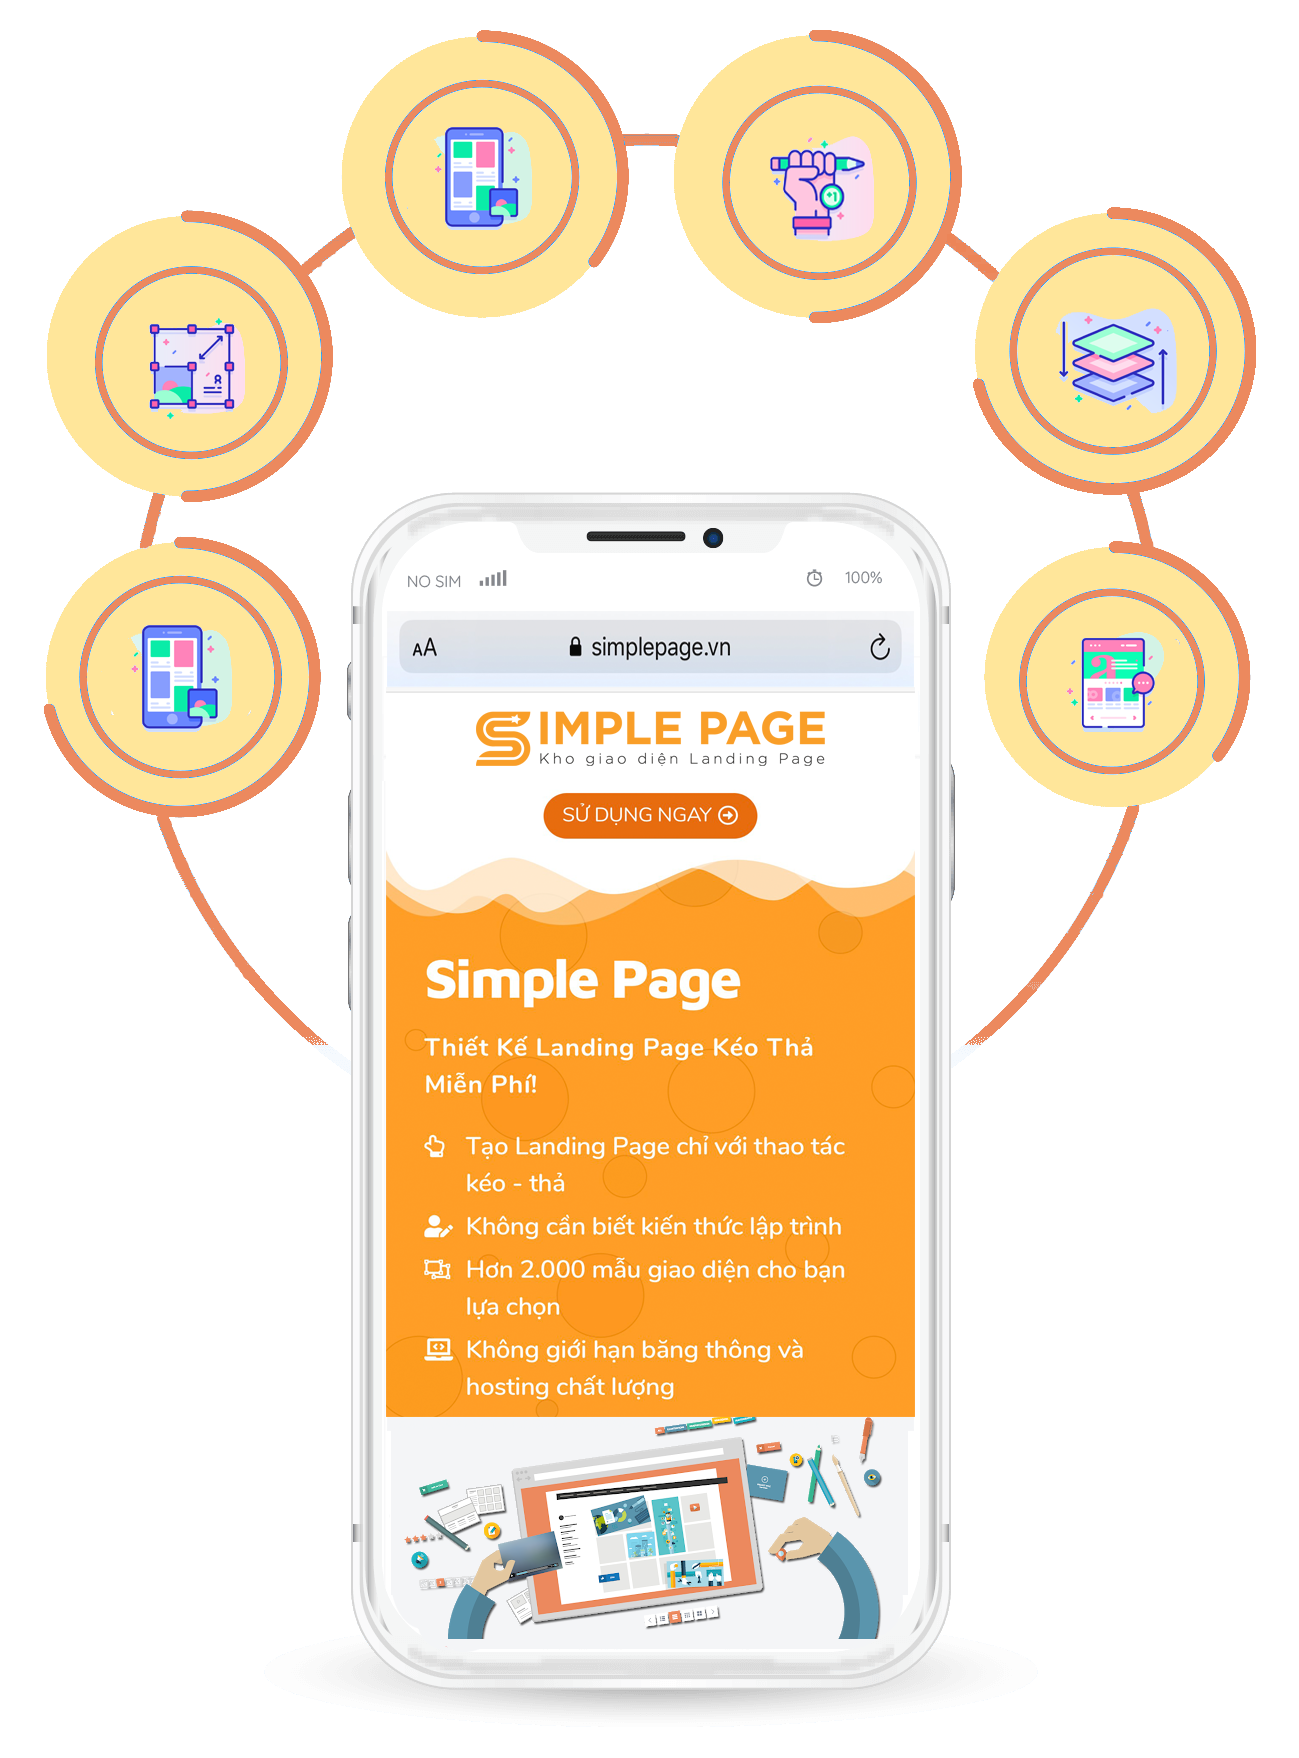 +1
NO SIM
100%
AA
simplepage.vn
SIMPLE PAGE
Kho giao diện Landing Page
SỬ DỤNG NGAY
Simple Page
Thiết Kế Landing Page Kéo Thả
Miễn Phí!
Tạo Landing Page chỉ với thao tác
kéo - thả
Không cần biết kiến thức lập trình
Hơn 2.000 mẫu giao diện cho bạn
lựa chọn
Không giới hạn băng thông và
hosting chất lượng